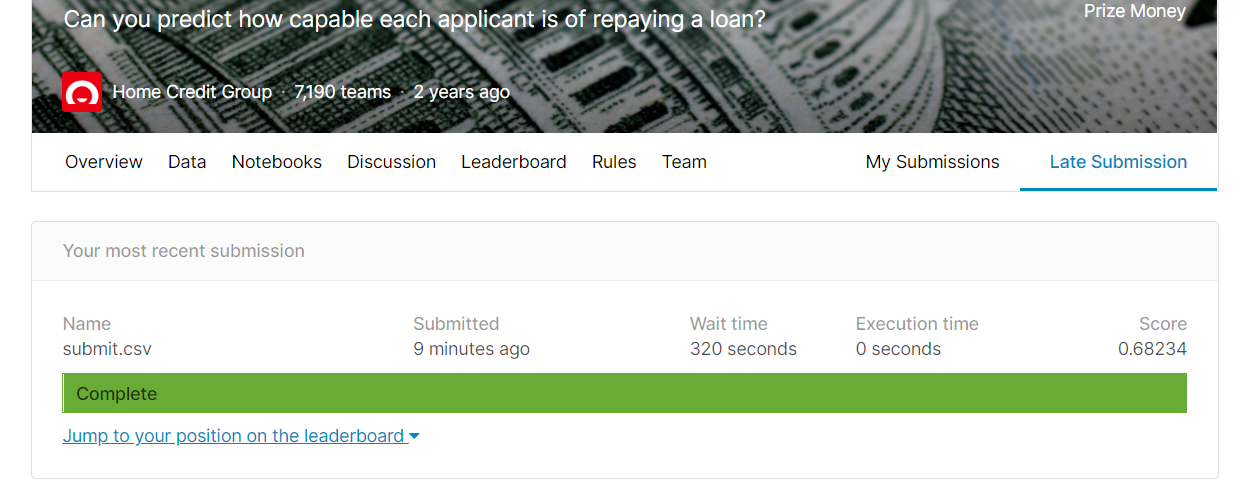 Can you predict how capable each applicant is of repaying a loan?
Prize Money
Home Credit Group · 7,190 teams · 2 years ago
Overview Data Notebooks Discussion Leaderboard Rules Team My Submissions Late Submission
Your most recent submission
Name Submitted Wait time Execution time Score
submit.csv 9 minutes ago 320 seconds 0 seconds 0.68234
Complete
Jump to your position on the leaderboard